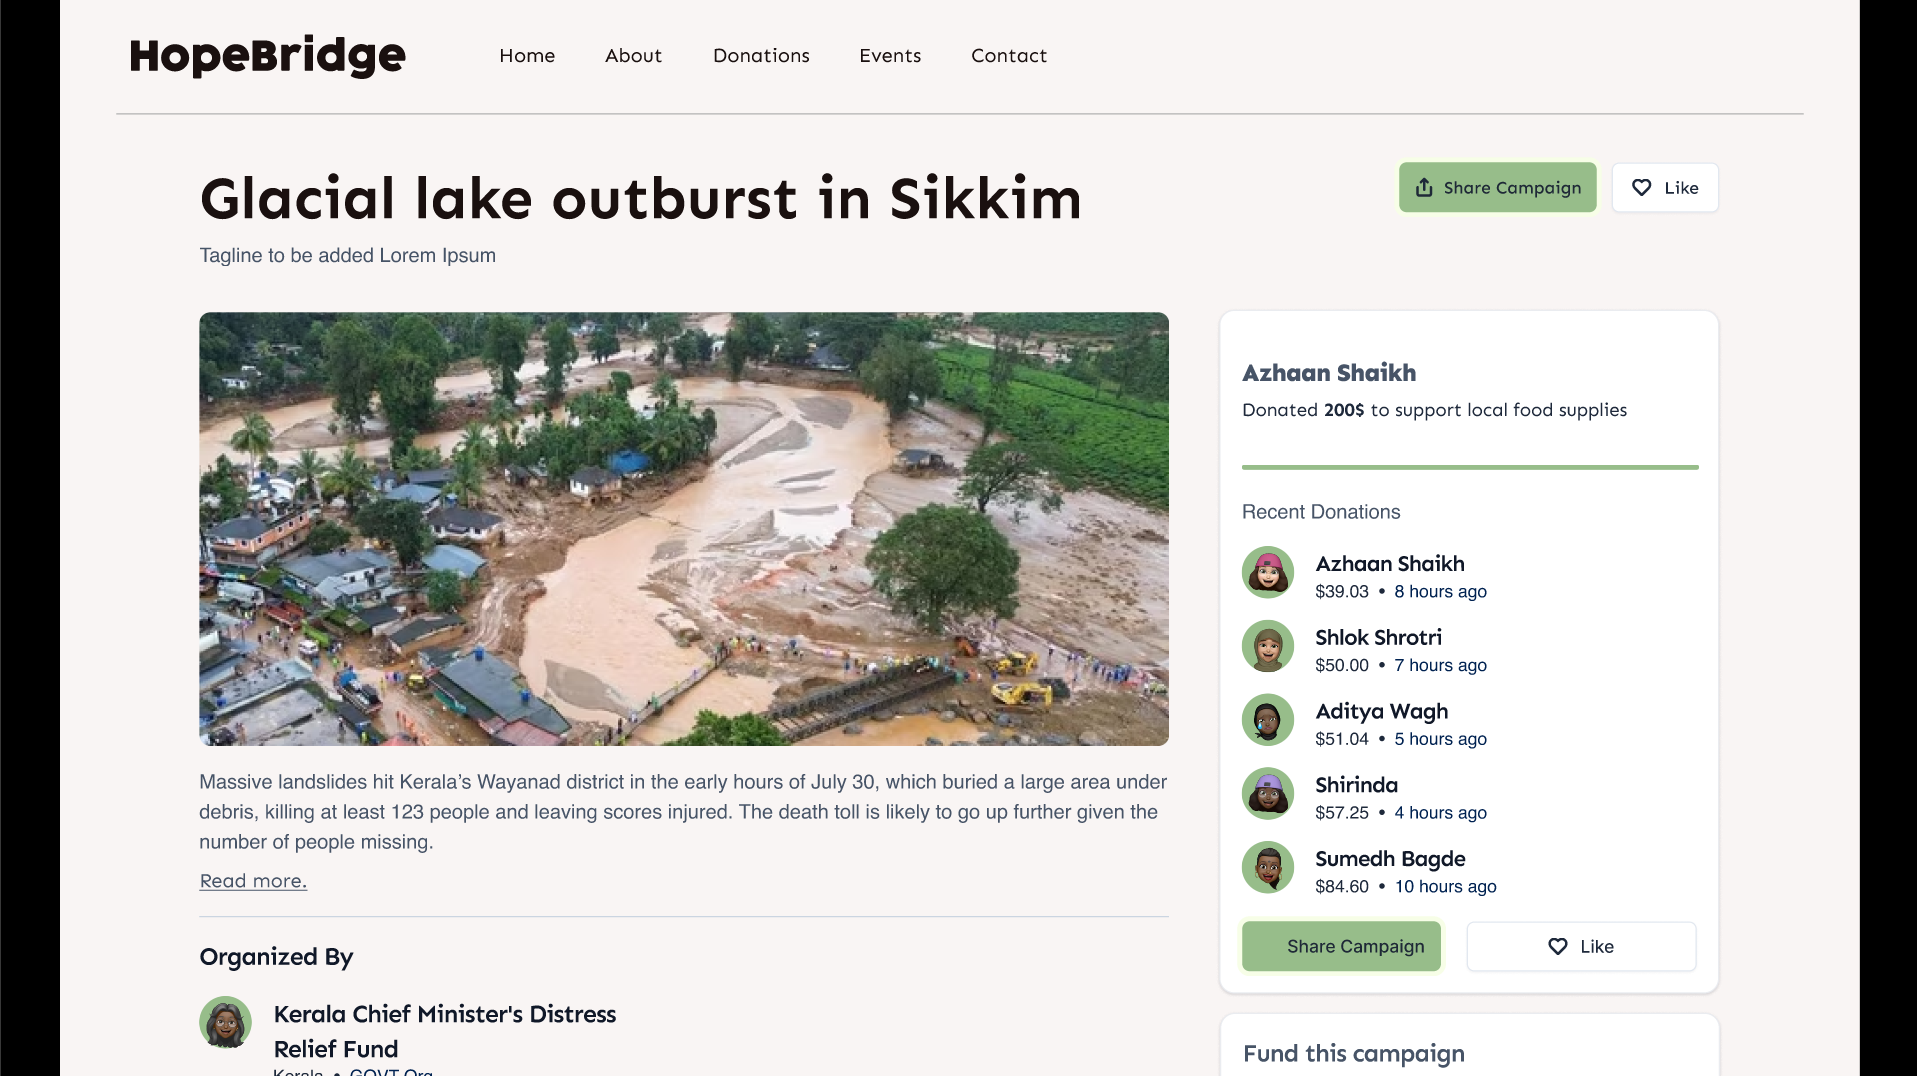 HopeBridge
Home
About
Donations
Events
Contact
Glacial lake outburst in Sikkim
Share Campaign
Like
Tagline to be added Lorem Ipsum
Massive landslides hit Kerala’s Wayanad district in the early hours of July 30, which buried a large area under
debris, killing at least 123 people and leaving scores injured. The death toll is likely to go up further given the
number of people missing.
Read more.
Organized By
Kerala Chief Minister's Distress
Relief Fund
Kerala • GOVT Org
Azhaan Shaikh
Donated 200$ to support local food supplies
Recent Donations
Azhaan Shaikh
$39.03 • 8 hours ago
Shlok Shrotri
$50.00 • 7 hours ago
Aditya Wagh
$51.04 • 5 hours ago
Shirinda
$57.25 • 4 hours ago
Sumedh Bagde
$84.60 • 10 hours ago
Share Campaign
Like
Fund this campaign